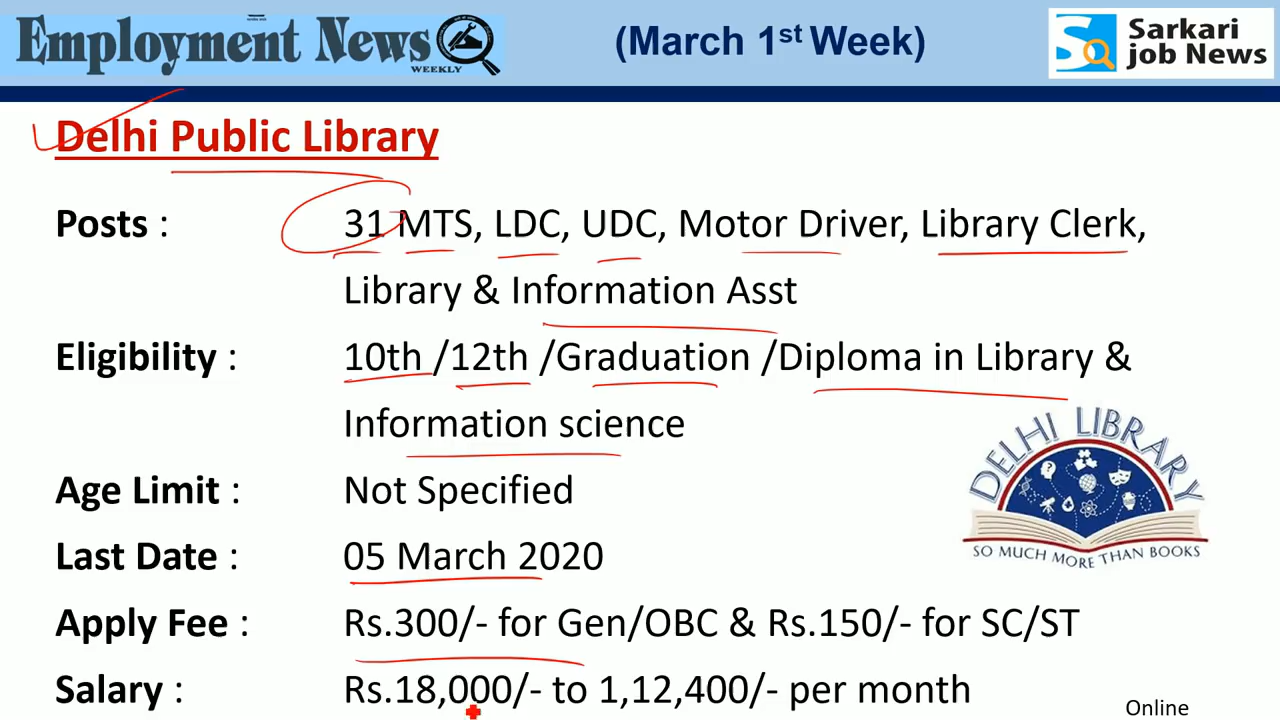 Employment News
WEEKLY
(March 1st Week)
Sarkari
job News
Delhi Public Library
Posts : 31 MTS, LDC, UDC, Motor Driver, Library Clerk,
Library & Information Asst
Eligibility : 10th /12th /Graduation /Diploma in Library &
Information science
Age Limit : Not Specified
Last Date : 05 March 2020
Apply Fee : Rs.300/- for Gen/OBC & Rs.150/- for SC/ST
Salary : Rs.18,000/- to 1,12,400/- per month
DELHI LIBRARY
SO MUCH MORE THAN BOOKS
Online